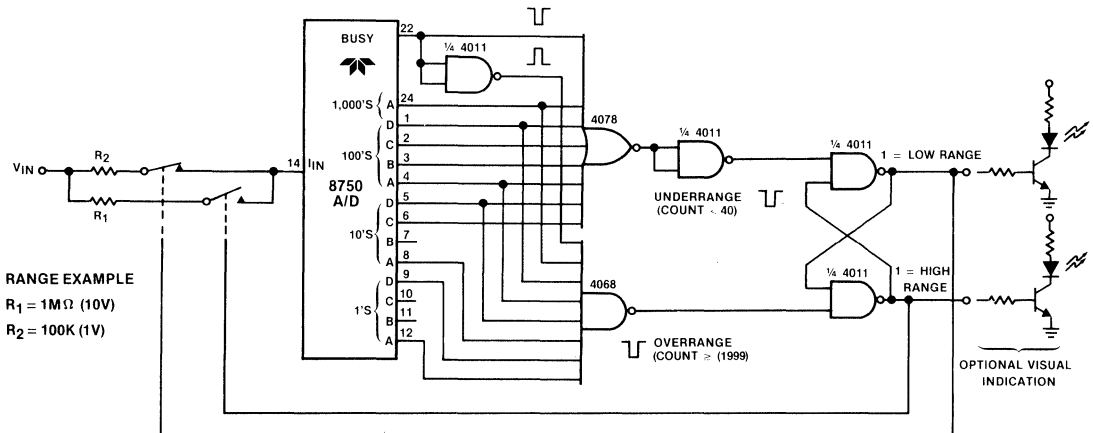 BUSY
22
¼ 4011
1,000'S
A
24
D
1
C
2
100'S
B
3
A
4
D
5
C
6
10'S
B
7
A
8
D
9
C
10
1'S
B
11
A
12
VIN
R2
R1
14
IIN
8750
A/D
4078
¼ 4011
UNDERRANGE
(COUNT < 40)
¼ 4011
1 = LOW RANGE
¼ 4011
1 = HIGH
RANGE
4068
OVERRANGE
(COUNT ≥ (1999)
RANGE EXAMPLE
R1 = 1MΩ (10V)
R2 = 100K (1V)
OPTIONAL VISUAL
INDICATION